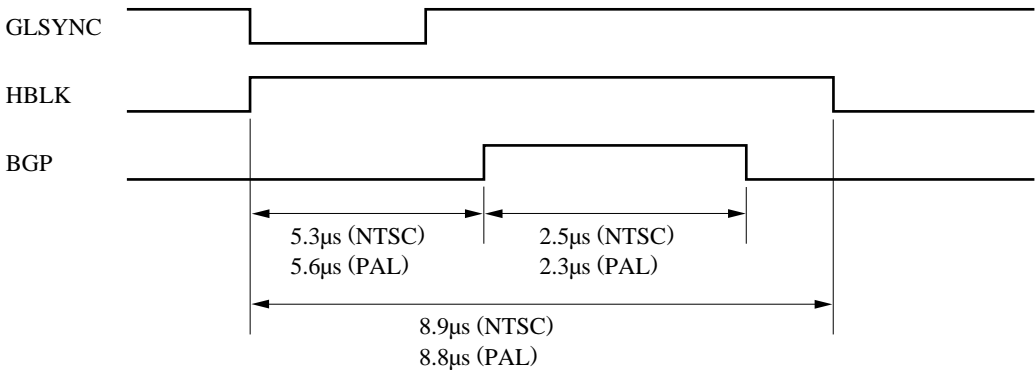 GLSYNC
HBLK
BGP
5.3μs (NTSC)
5.6μs (PAL)
2.5μs (NTSC)
2.3μs (PAL)
8.9μs (NTSC)
8.8μs (PAL)